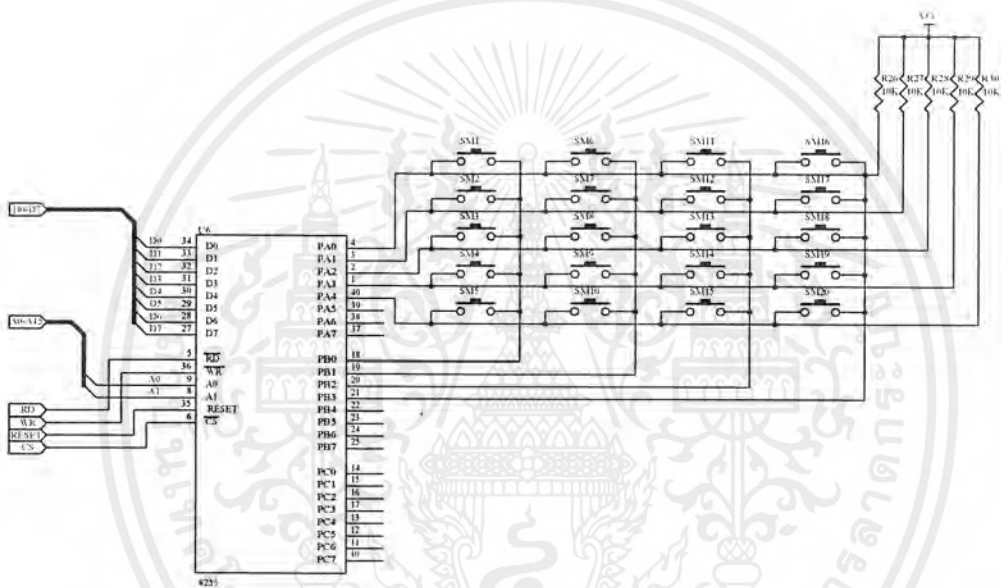 R26 R27 R28 R29 R30
10K 10K 10K 10K 10K
SM1 SM6 SM11 SM16
SM2 SM7 SM12 SM17
SM3 SM8 SM13 SM18
SM4 SM9 SM14 SM19
SM5 SM10 SM15 SM20
U6
D0 34 D0 PA0 4
D1 33 D1 PA1 3
D2 32 D2 PA2 2
D3 31 D3 PA3 1
D4 30 D4 PA4 40
D5 29 D5 PA5 39
D6 28 D6 PA6 38
D7 27 D7 PA7 37
5 RD PB0 18
36 WR PB1 19
A0 9 A0 PB2 20
A1 8 A1 PB3 21
35 RESET PB4 22
6 CS PB5 23
PB6 24
PB7 25
RD
WR
RESET
CS
PC0 14
PC1 15
PC2 16
PC3 17
PC4 13
PC5 12
PC6 11
PC7 10
8255